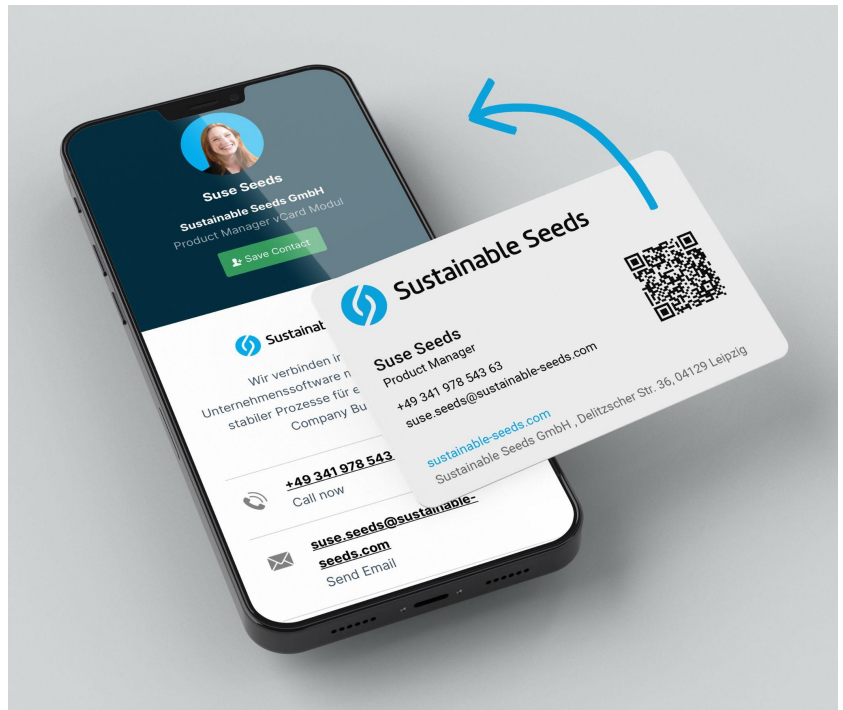 Suse Seeds
Sustainable Seeds GmbH
Product Manager vCard Modul
Save Contact
Wir verbinden
Unternehmenssoftware
stabiler Prozesse für
Company
+49 341 978 543
Call now
suse.seeds@sustainable-
seeds.com
Send Email
Sustainable Seeds
Suse Seeds
Product Manager
+49 341 978 543 63
suse.seeds@sustainable-seeds.com
sustainable-seeds.com
Sustainable Seeds GmbH , Delitzscher Str. 36, 04129 Leipzig